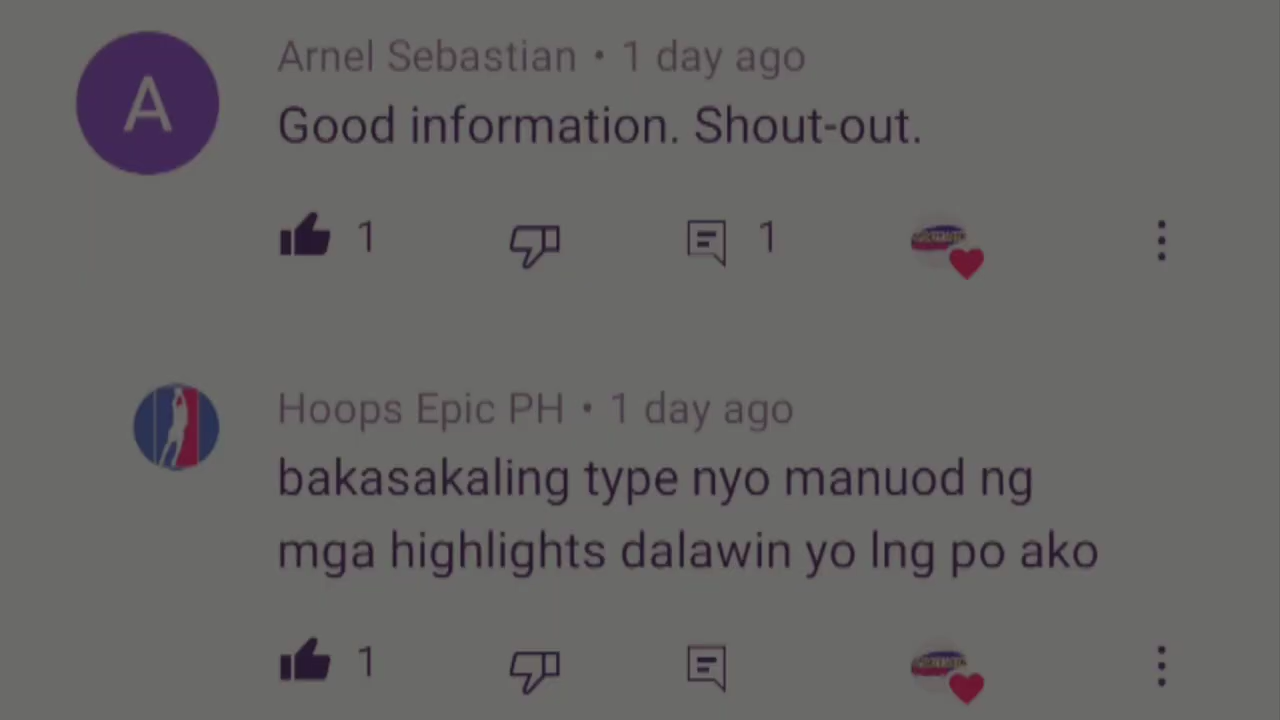 A
Arnel Sebastian • 1 day ago
Good information. Shout-out.
1
1
Hoops Epic PH • 1 day ago
bakasakaling type nyo manuod ng
mga highlights dalawin yo lng po ako
1